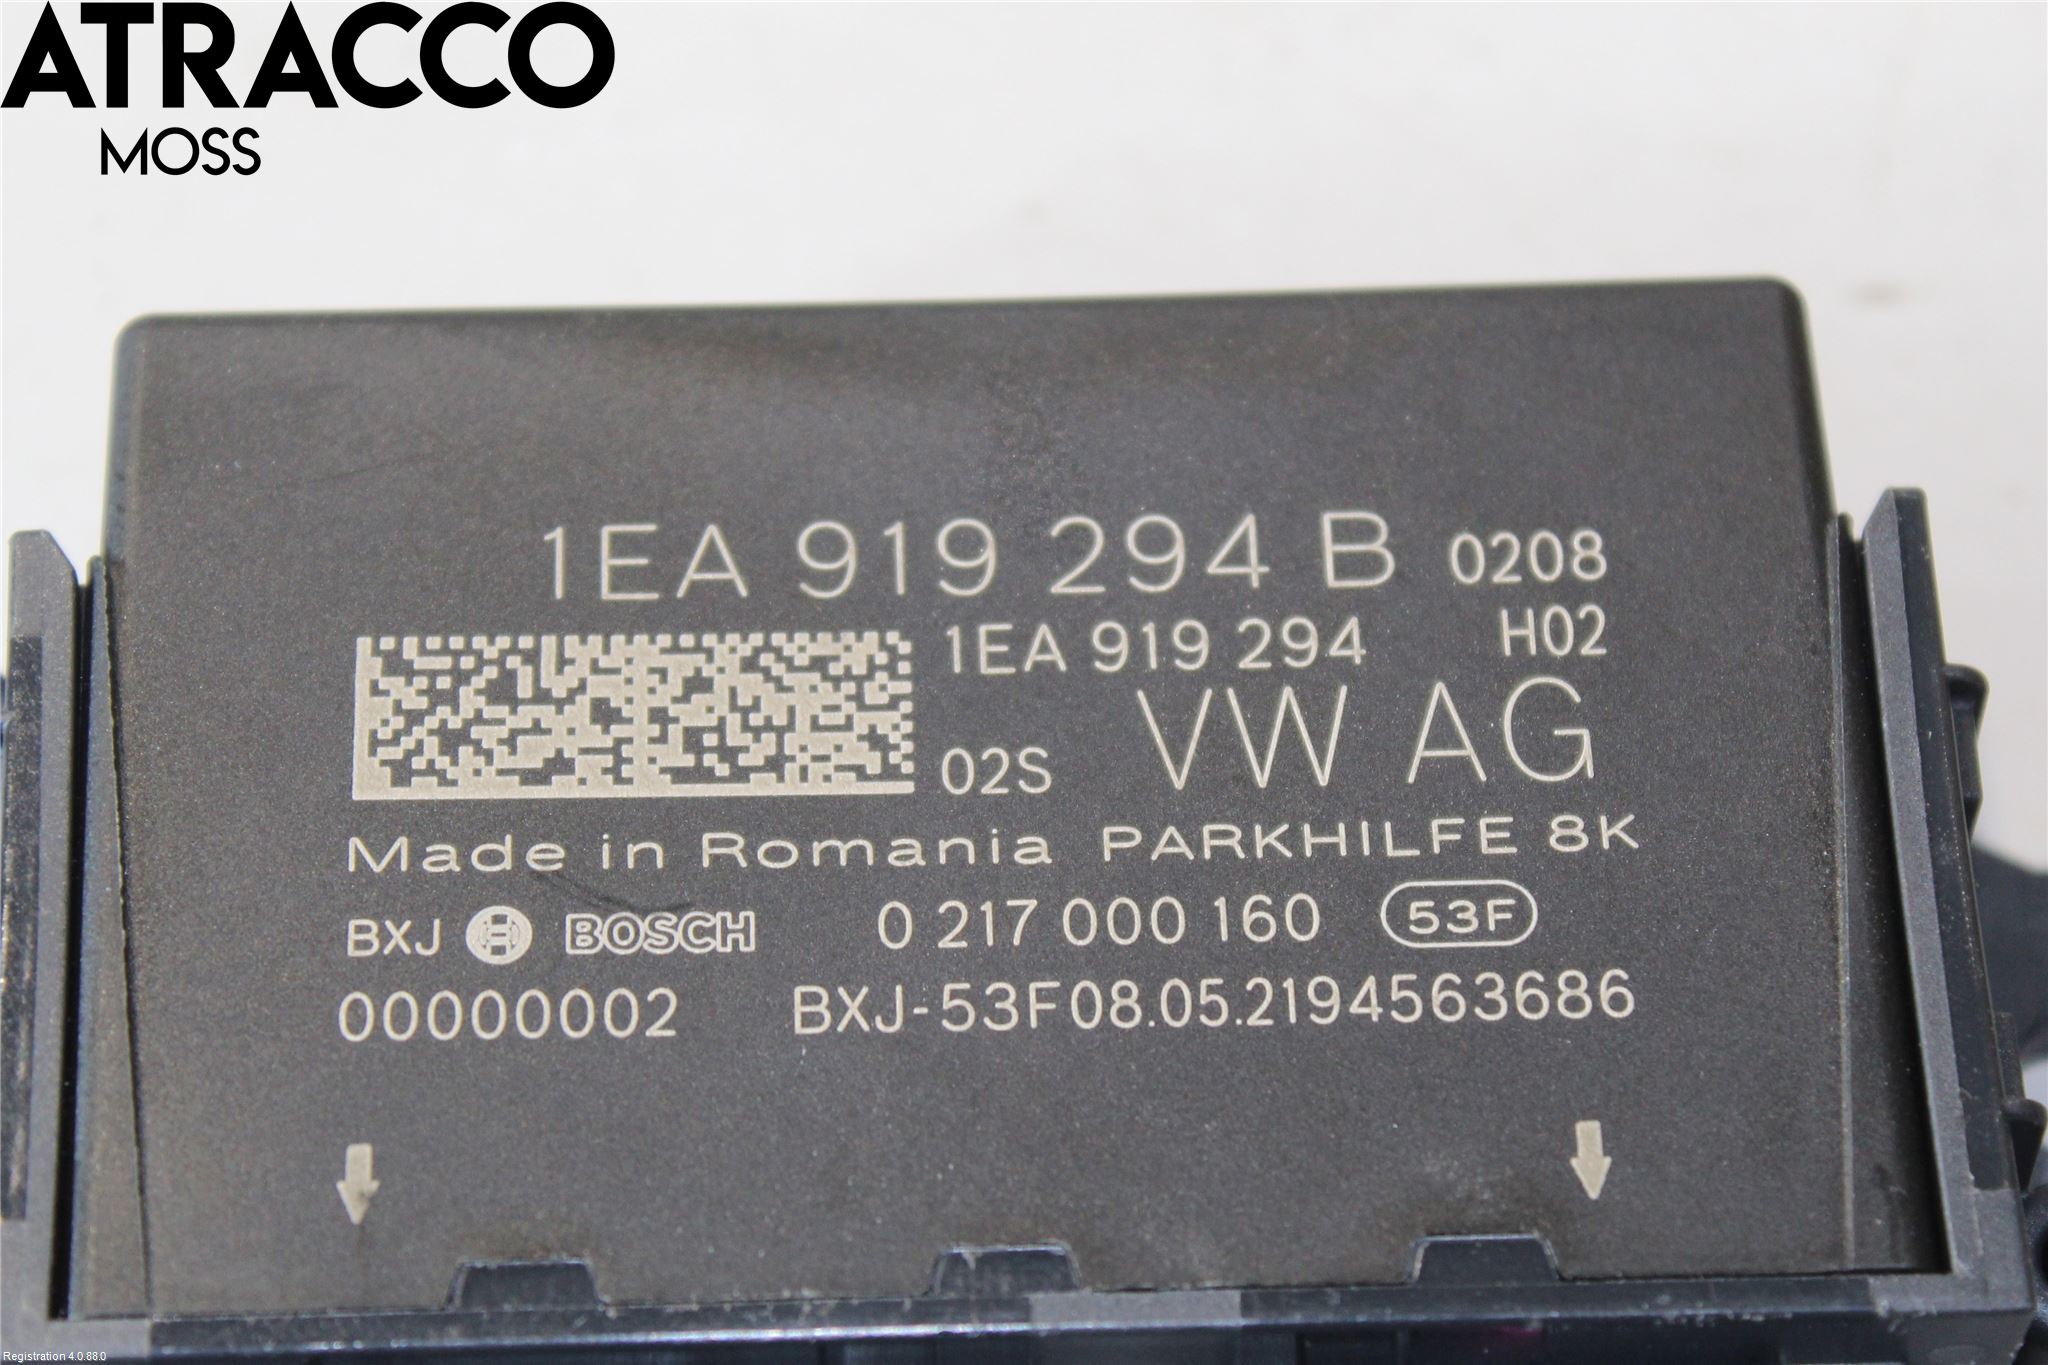 ATRACCO
MOSS
1EA 919 294 B 0208
1EA 919 294 H02
02S VW AG
Made in Romania PARKHILFE 8K
BXJ BOSCH 0 217 000 160 53F
00000002 BXJ-53F08.05.2194563686
Registration 4.0.88.0